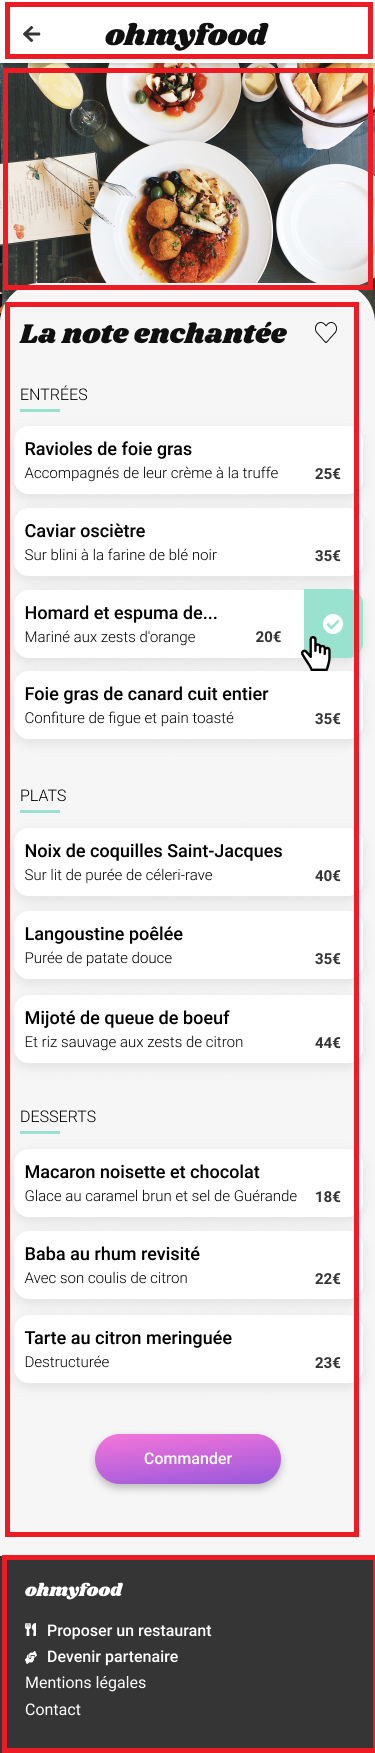 ohmyfood
La note enchantée
ENTRÉES
Ravioles de foie gras
Accompagnés de leur crème à la truffe 25€
Caviar osciètre
Sur blini à la farine de blé noir 35€
Homard et espuma de...
Mariné aux zests d'orange 20€
Foie gras de canard cuit entier
Confiture de figue et pain toasté 35€
PLATS
Noix de coquilles Saint-Jacques
Sur lit de purée de céleri-rave 40€
Langoustine poêlée
Purée de patate douce 35€
Mijoté de queue de boeuf
Et riz sauvage aux zests de citron 44€
DESSERTS
Macaron noisette et chocolat
Glace au caramel brun et sel de Guérande 18€
Baba au rhum revisité
Avec son coulis de citron 22€
Tarte au citron meringuée
Destructurée 23€
Commander
ohmyfood
Proposer un restaurant
Devenir partenaire
Mentions légales
Contact